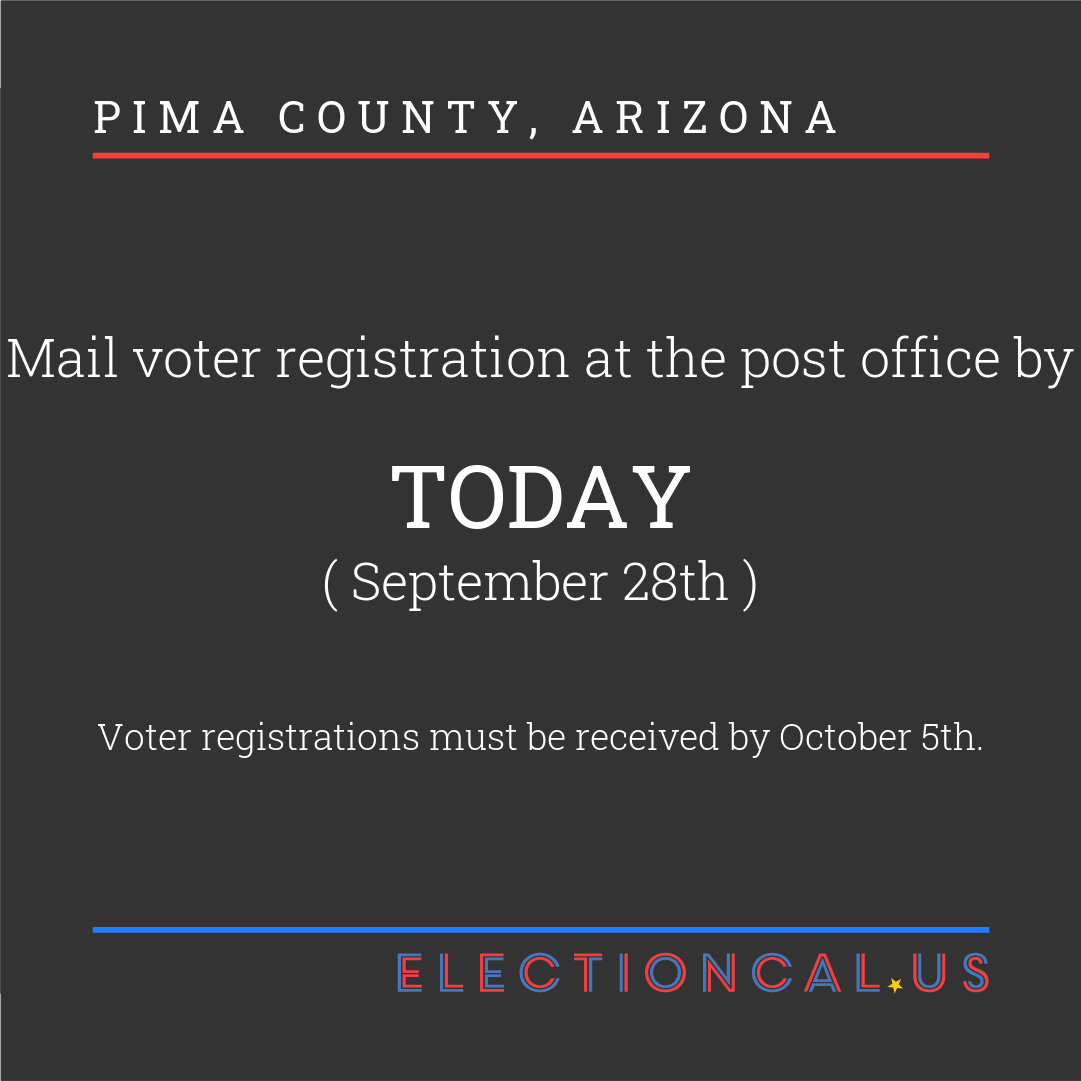 PIMA COUNTY, ARIZONA
Mail voter registration at the post office by
TODAY
( September 28th )
Voter registrations must be received by October 5th.
ELECTIONCAL.US